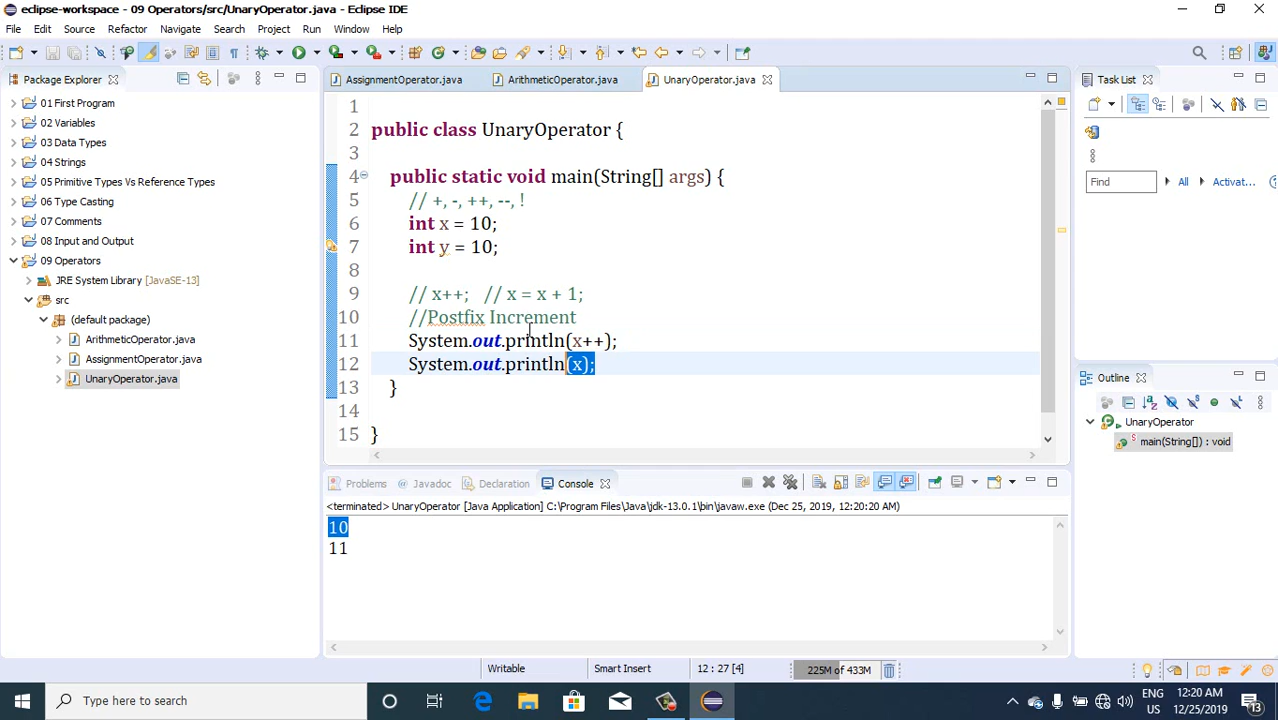 eclipse-workspace - 09 Operators/src/UnaryOperator.java - Eclipse IDE
File Edit Source Refactor Navigate Search Project Run Window Help
Package Explorer
01 First Program
02 Variables
03 Data Types
04 Strings
05 Primitive Types Vs Reference Types
06 Type Casting
07 Comments
08 Input and Output
09 Operators
JRE System Library [JavaSE-13]
src
(default package)
ArithmeticOperator.java
AssignmentOperator.java
UnaryOperator.java
AssignmentOperator.java ArithmeticOperator.java UnaryOperator.java
1
2 public class UnaryOperator {
3
4 public static void main(String[] args) {
5 // +, -, ++, --, !
6 int x = 10;
7 int y = 10;
8
9 // x++; // x = x + 1;
10 //Postfix Increment
11 System.out.println(x++);
12 System.out.println(x);
13 }
14
15 }
Task List
Find All Activat...
Outline
UnaryOperator
main(String[]) : void
Problems Javadoc Declaration Console
<terminated> UnaryOperator [Java Application] C:\Program Files\Java\jdk-13.0.1\bin\javaw.exe (Dec 25, 2019, 12:20:20 AM)
10
11
Writable Smart Insert 12 : 27 [4] 225M of 433M
Type here to search
ENG
US
12:20 AM
12/25/2019
13